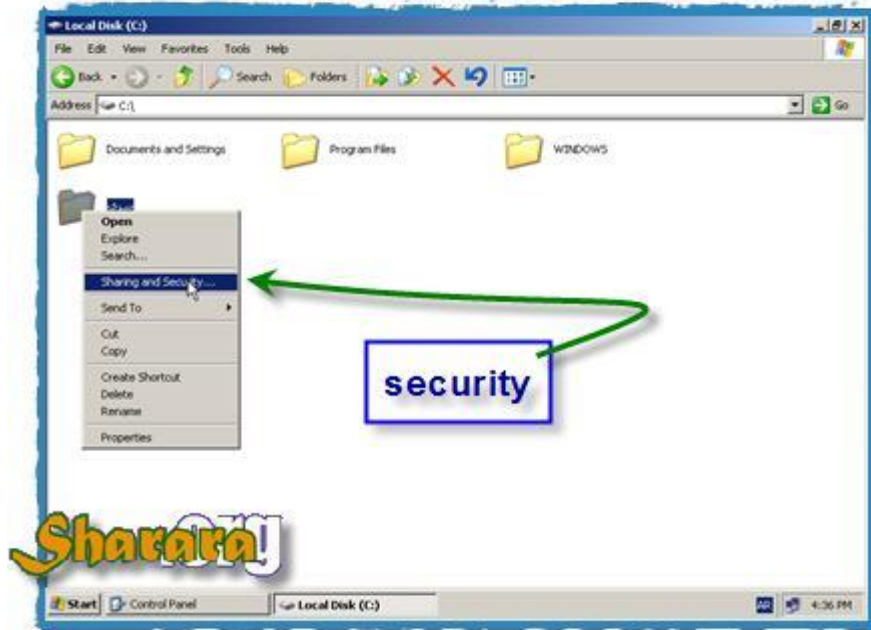 Local Disk (C:)
File Edit View Favorites Tools Help
Back Search Folders
Address C:\ Go
Documents and Settings Program Files WINDOWS
Open
Explore
Search...
Sharing and Security...
Send To
Cut
Copy
Create Shortcut
Delete
Rename
Properties
security
Sharara
org
Start Control Panel Local Disk (C:) AR 4:36 PM